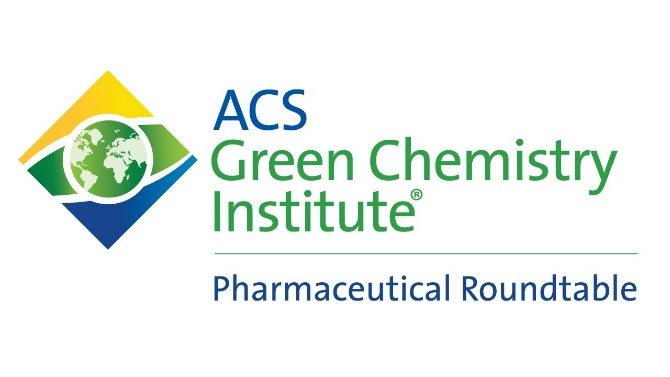 ACS
Green Chemistry
Institute®
Pharmaceutical Roundtable